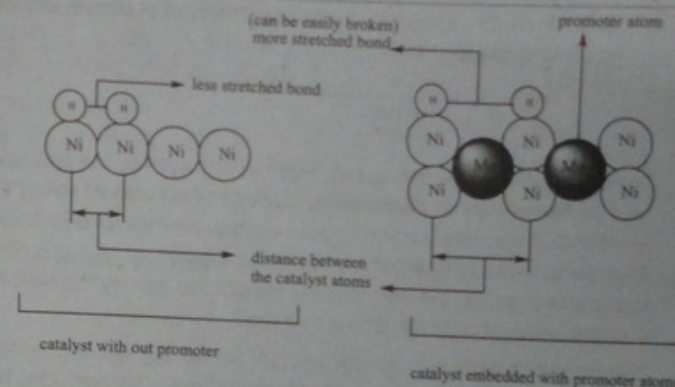 (can be easily broken)
more stretched bond
promoter atom
less stretched bond
H H
Ni Ni Ni Ni
H H
Ni Ni Ni
Ni Ni Ni
distance between
the catalyst atoms
catalyst with out promoter
catalyst embedded with promoter atom